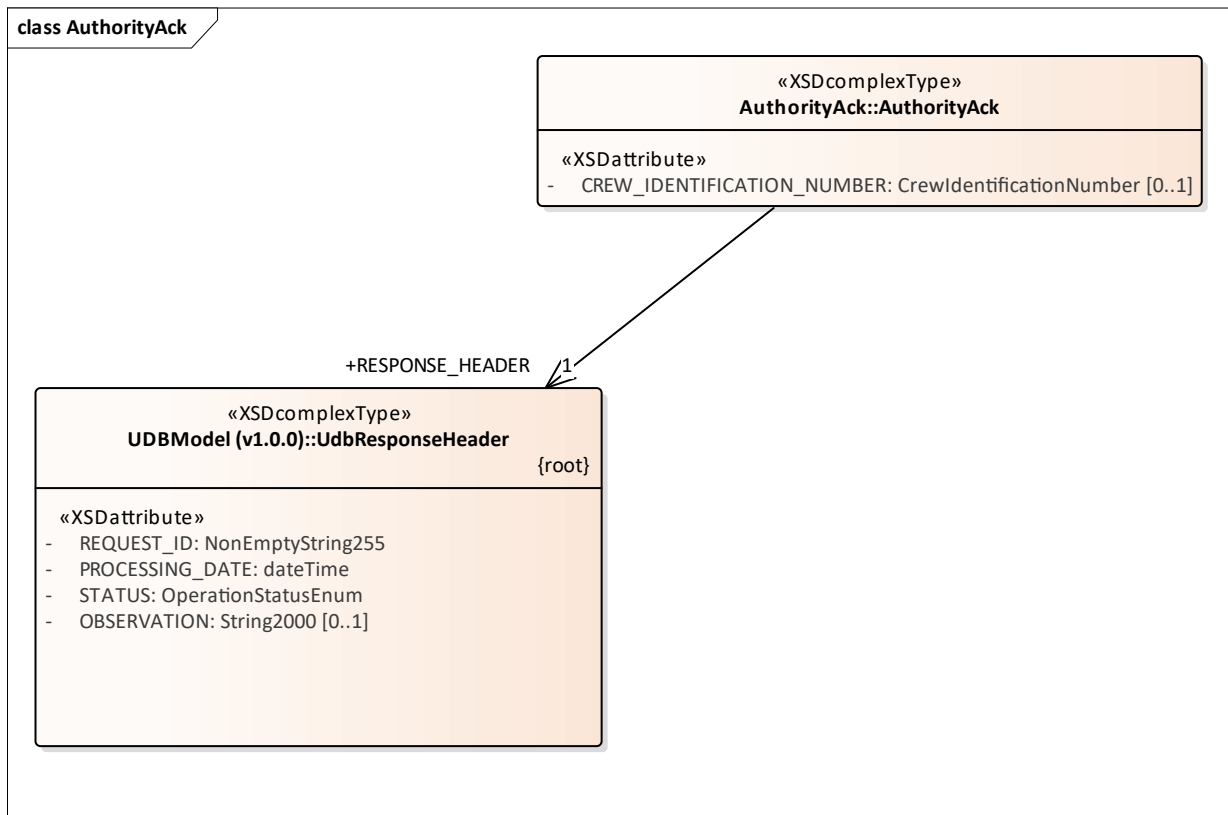 class AuthorityAck
«XSDcomplexType»
AuthorityAck::AuthorityAck
«XSDattribute»
- CREW_IDENTIFICATION_NUMBER: CrewIdentificationNumber [0..1]
+RESPONSE_HEADER 1
«XSDcomplexType»
UDBModel (v1.0.0)::UdbResponseHeader
{root}
«XSDattribute»
- REQUEST_ID: NonEmptyString255
- PROCESSING_DATE: dateTime
- STATUS: OperationStatusEnum
- OBSERVATION: String2000 [0..1]